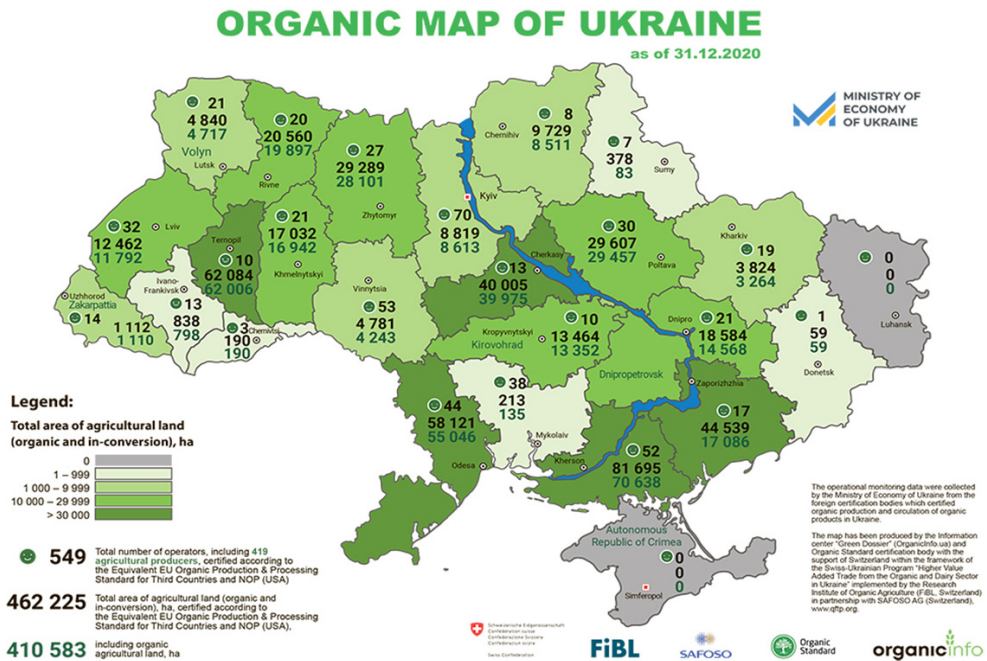 ORGANIC MAP OF UKRAINE
as of 31.12.2020
MINISTRY OF
ECONOMY
OF UKRAINE
21
4 840
4 717
Volyn
Lutsk
20
20 560
19 897
Rivne
27
29 289
28 101
Zhytomyr
70
8 819
8 613
Kyiv
8
9 729
8 511
Chernihiv
7
378
83
Sumy
32
12 462
11 792
Lviv
Ternopil
10
62 084
62 006
21
17 032
16 942
Khmelnytskyi
Vinnytsia
53
4 781
4 243
Cherkasy
13
40 005
39 975
30
29 607
29 457
Poltava
Kharkiv
19
3 824
3 264
0
0
0
Luhansk
Uzhhorod
Zakarpattia
14
1 112
1 110
Ivano-
Frankivsk
13
838
798
3
190
190
Chernivtsi
10
13 464
13 352
Kropyvnytskyi
Kirovohrad
Dnipro
21
18 584
14 568
Dnipropetrovsk
1
59
59
Donetsk
44
58 121
55 046
Odesa
38
213
135
Mykolaiv
52
81 695
70 638
Kherson
Zaporizhzhia
17
44 539
17 086
Autonomous
Republic of Crimea
0
0
0
Simferopol
Legend:
Total area of agricultural land
(organic and in-conversion), ha
0
1 – 999
1 000 – 9 999
10 000 – 29 999
> 30 000
549
Total number of operators, including 419
agricultural producers, certified according to
the Equivalent EU Organic Production & Processing
Standard for Third Countries and NOP (USA)
462 225
Total area of agricultural land (organic and
in-conversion), ha, certified according to
the Equivalent EU Organic Production & Processing
Standard for Third Countries and NOP (USA),
410 583
including organic
agricultural land, ha
The operational monitoring data were collected
by the Ministry of Economy of Ukraine from the
foreign certification bodies which certified
organic production and circulation of organic
products in Ukraine.
The map has been produced by the Information
center "Green Dossier" (OrganicInfo.ua) and
Organic Standard certification body with the
support of Switzerland within the framework of
the Swiss-Ukrainian Program "Higher Value
Added Trade from the Organic and Dairy Sector
in Ukraine" implemented by the Research
Institute of Organic Agriculture (FiBL, Switzerland)
in partnership with SAFOSO AG (Switzerland),
www.qftp.org.
Schweizerische Eidgenossenschaft
Confédération suisse
Confederazione Svizzera
Confederaziun svizra
Swiss Confederation
FiBL
SAFOSO
Organic
Standard
organicinfo